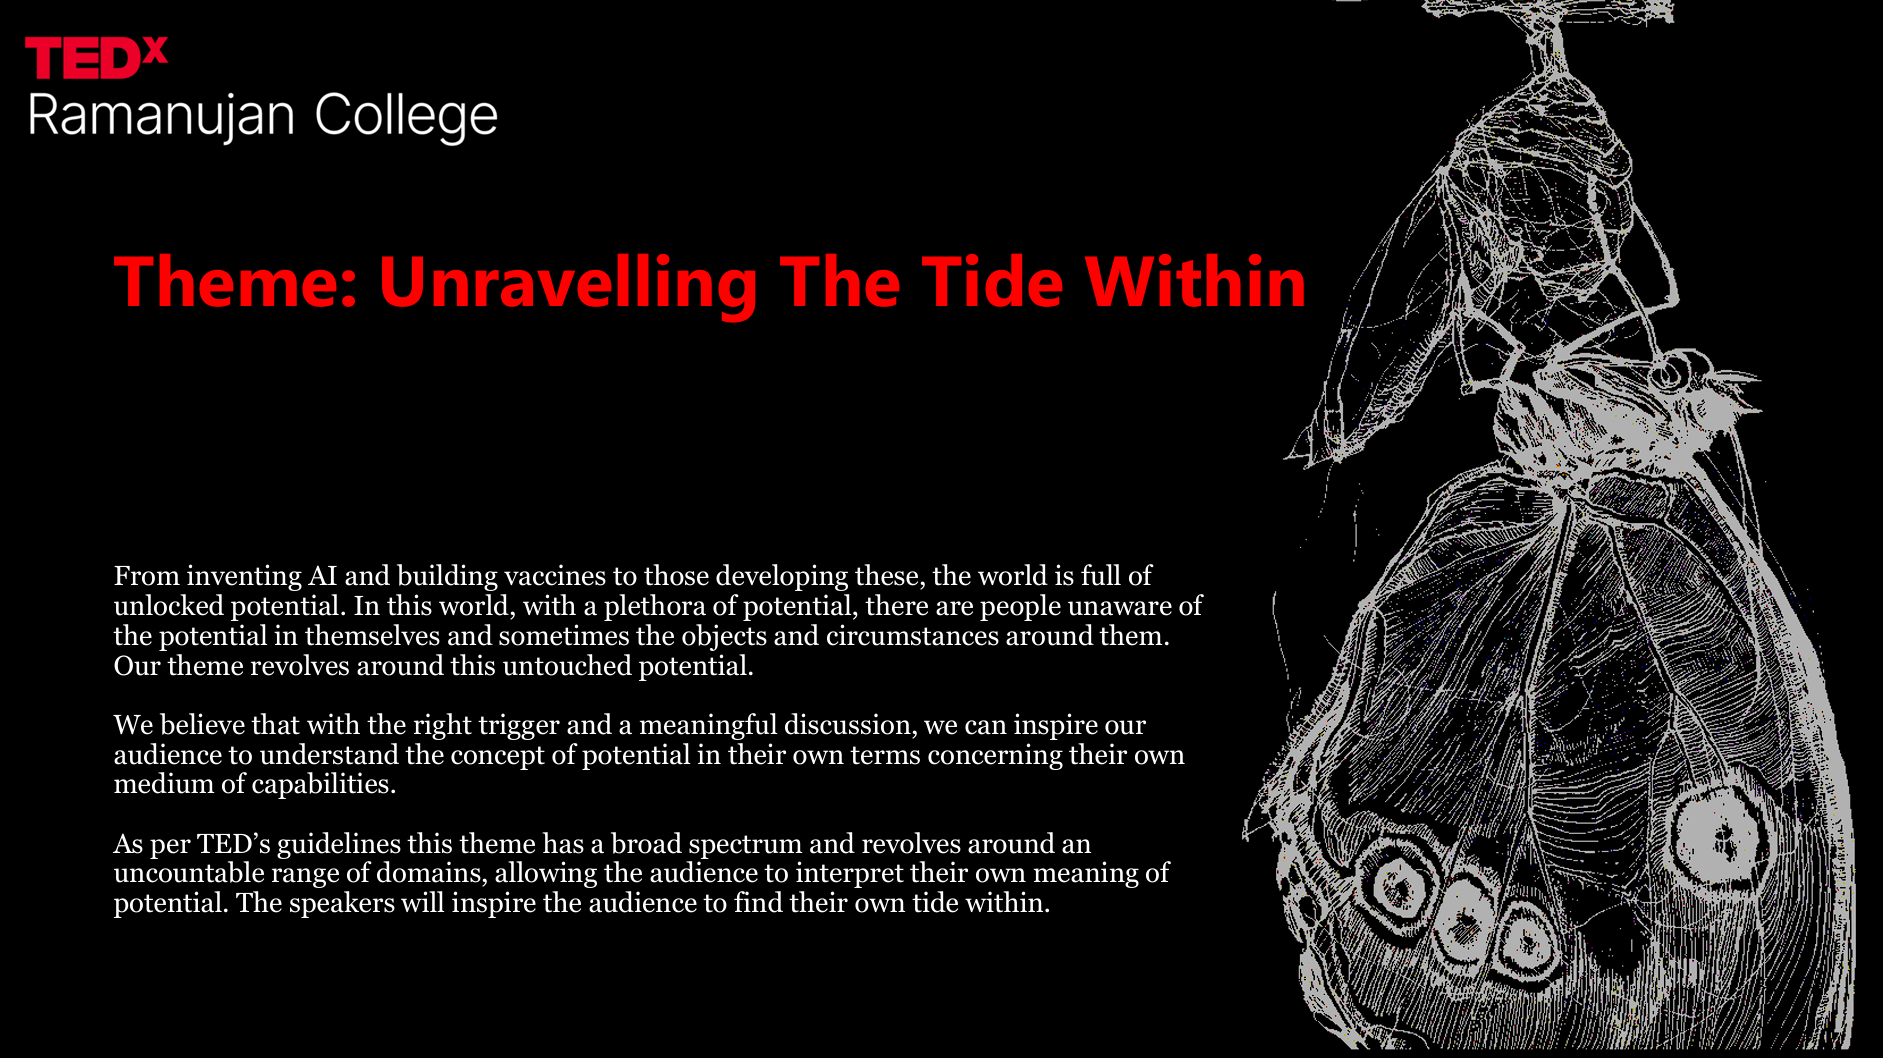 TEDx
Ramanujan College
Theme: Unravelling The Tide Within
From inventing AI and building vaccines to those developing these, the world is full of
unlocked potential. In this world, with a plethora of potential, there are people unaware of
the potential in themselves and sometimes the objects and circumstances around them.
Our theme revolves around this untouched potential.
We believe that with the right trigger and a meaningful discussion, we can inspire our
audience to understand the concept of potential in their own terms concerning their own
medium of capabilities.
As per TED’s guidelines this theme has a broad spectrum and revolves around an
uncountable range of domains, allowing the audience to interpret their own meaning of
potential. The speakers will inspire the audience to find their own tide within.